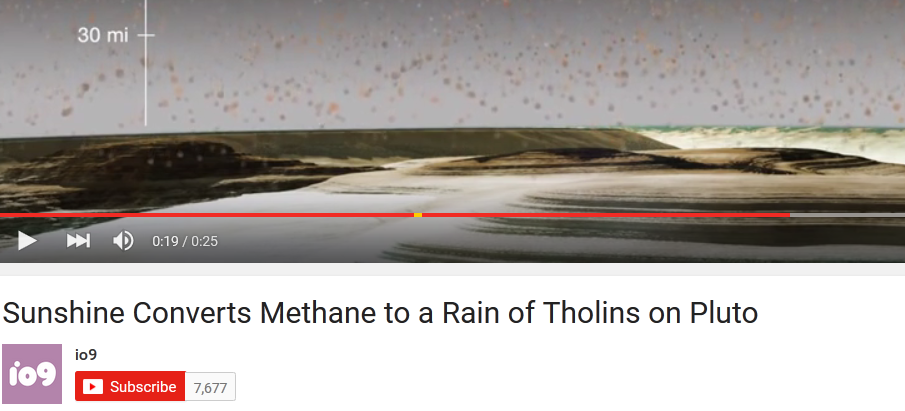 30 mi
0:19 / 0:25
Sunshine Converts Methane to a Rain of Tholins on Pluto
io9
io9
Subscribe 7,677